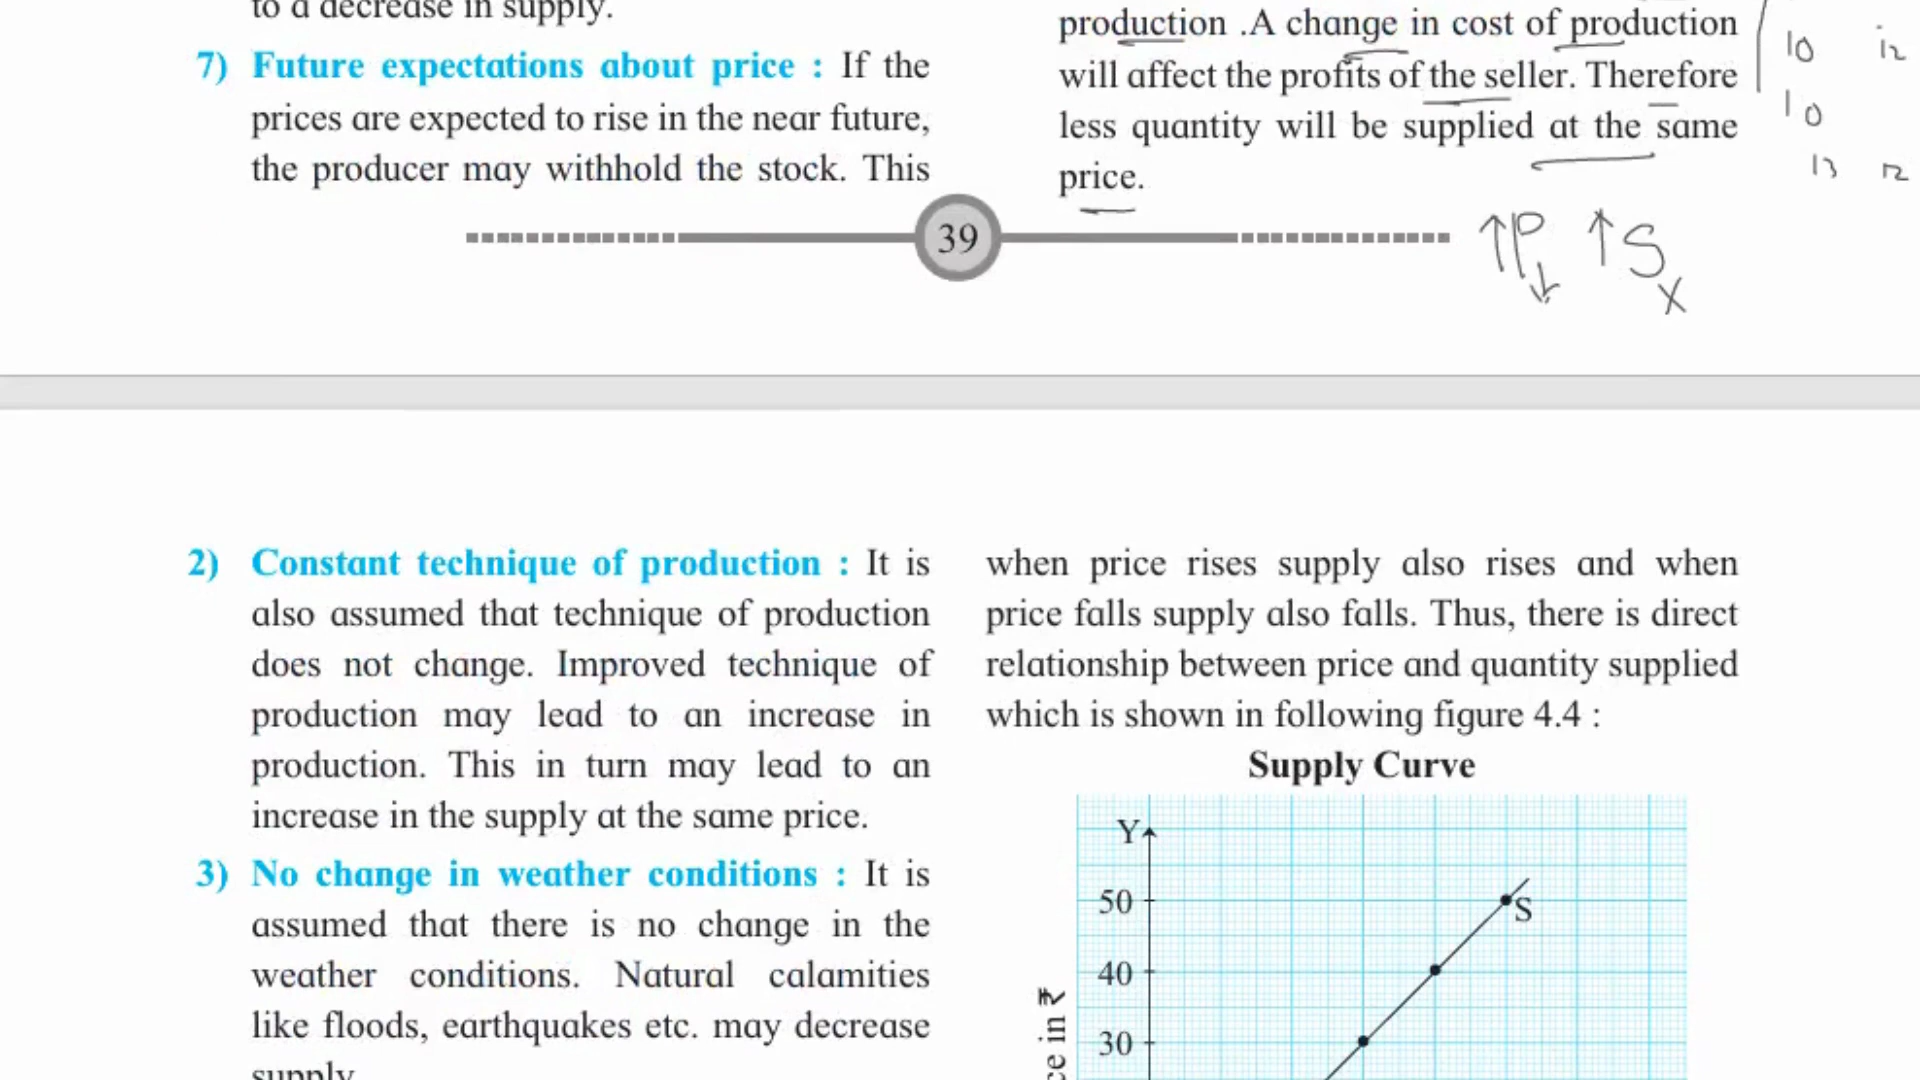 to a decrease in supply.
7) Future expectations about price : If the
prices are expected to rise in the near future,
the producer may withhold the stock. This
production .A change in cost of production
will affect the profits of the seller. Therefore
less quantity will be supplied at the same
price.
10 12
10
13 12
39
↑P↓ ↑S x
2) Constant technique of production : It is
also assumed that technique of production
does not change. Improved technique of
production may lead to an increase in
production. This in turn may lead to an
increase in the supply at the same price.
3) No change in weather conditions : It is
assumed that there is no change in the
weather conditions. Natural calamities
like floods, earthquakes etc. may decrease
supply
when price rises supply also rises and when
price falls supply also falls. Thus, there is direct
relationship between price and quantity supplied
which is shown in following figure 4.4 :
Supply Curve
Y
50
S
40
30
ce in ₹